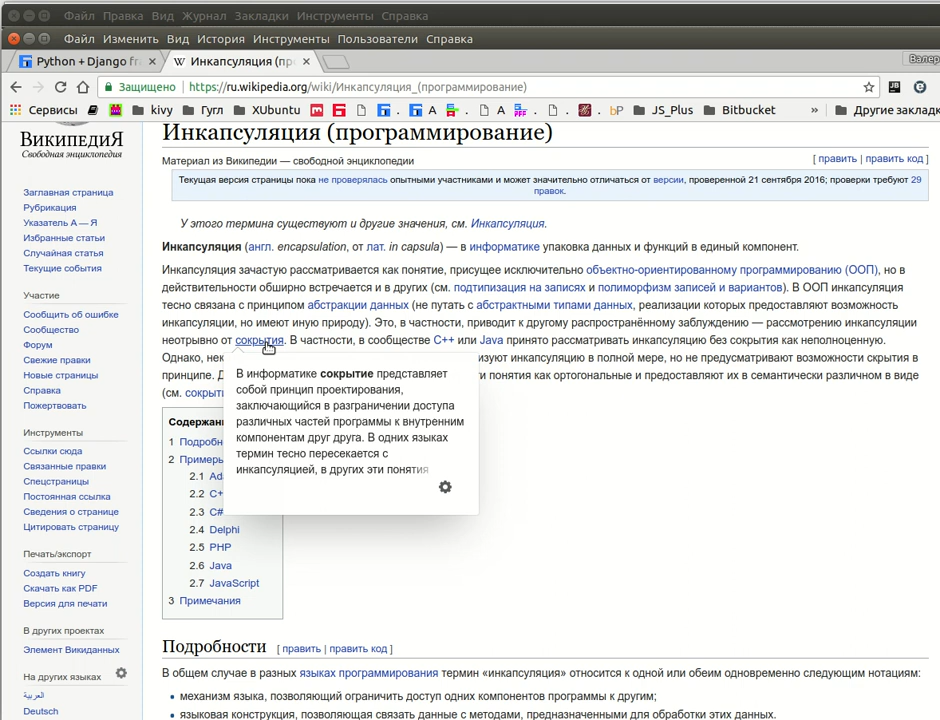 Файл Правка Вид Журнал Закладки Инструменты Справка
Файл Изменить Вид История Инструменты Пользователи Справка
Python + Django fr
Инкапсуляция (пр
Валер
Защищено https://ru.wikipedia.org/wiki/Инкапсуляция_(программирование)
Сервисы kivy Гугл XUbuntu A A JS_Plus bP Bitbucket » Другие заклад
ВИКИПЕДИЯ
Свободная энциклопедия
Заглавная страница
Рубрикация
Указатель А — Я
Избранные статьи
Случайная статья
Текущие события
Участие
Сообщить об ошибке
Сообщество
Форум
Свежие правки
Новые страницы
Справка
Пожертвовать
Инструменты
Ссылки сюда
Связанные правки
Спецстраницы
Постоянная ссылка
Сведения о странице
Цитировать страницу
Печать/экспорт
Создать книгу
Скачать как PDF
Версия для печати
В других проектах
Элемент Викиданных
На других языках
العربية
Deutsch
Инкапсуляция (программирование)
Материал из Википедии — свободной энциклопедии
[ править | править код ]
Текущая версия страницы пока не проверялась опытными участниками и может значительно отличаться от версии, проверенной 21 сентября 2016; проверки требуют 29
правок.
У этого термина существуют и другие значения, см. Инкапсуляция.
Инкапсуляция (англ. encapsulation, от лат. in capsula) — в информатике упаковка данных и функций в единый компонент.
Инкапсуляция зачастую рассматривается как понятие, присущее исключительно объектно-ориентированному программированию (ООП), но в
действительности обширно встречается и в других (см. подтипизация на записях и полиморфизм записей и вариантов). В ООП инкапсуляция
тесно связана с принципом абстракции данных (не путать с абстрактными типами данных, реализации которых предоставляют возможность
инкапсуляции, но имеют иную природу). Это, в частности, приводит к другому распространённому заблуждению — рассмотрению инкапсуляции
неотрывно от сокрытия. В частности, в сообществе C++ или Java принято рассматривать инкапсуляцию без сокрытия как неполноценную.
Однако, нек изуют инкапсуляцию в полной мере, но не предусматривают возможности скрытия в
принципе. Д ти понятия как ортогональные и предоставляют их в семантически различном в виде
(см. сокрыти
В информатике сокрытие представляет
собой принцип проектирования,
заключающийся в разграничении доступа
различных частей программы к внутренним
компонентам друг друга. В одних языках
термин тесно пересекается с
инкапсуляцией, в других эти понятия
Содержан
1 Подробн
2 Примеры
2.1 Ad
2.2 C+
2.3 C#
2.4 Delphi
2.5 PHP
2.6 Java
2.7 JavaScript
3 Примечания
Подробности [ править | править код ]
В общем случае в разных языках программирования термин «инкапсуляция» относится к одной или обеим одновременно следующим нотациям:
механизм языка, позволяющий ограничить доступ одних компонентов программы к другим;
языковая конструкция, позволяющая связать данные с методами, предназначенными для обработки этих данных.